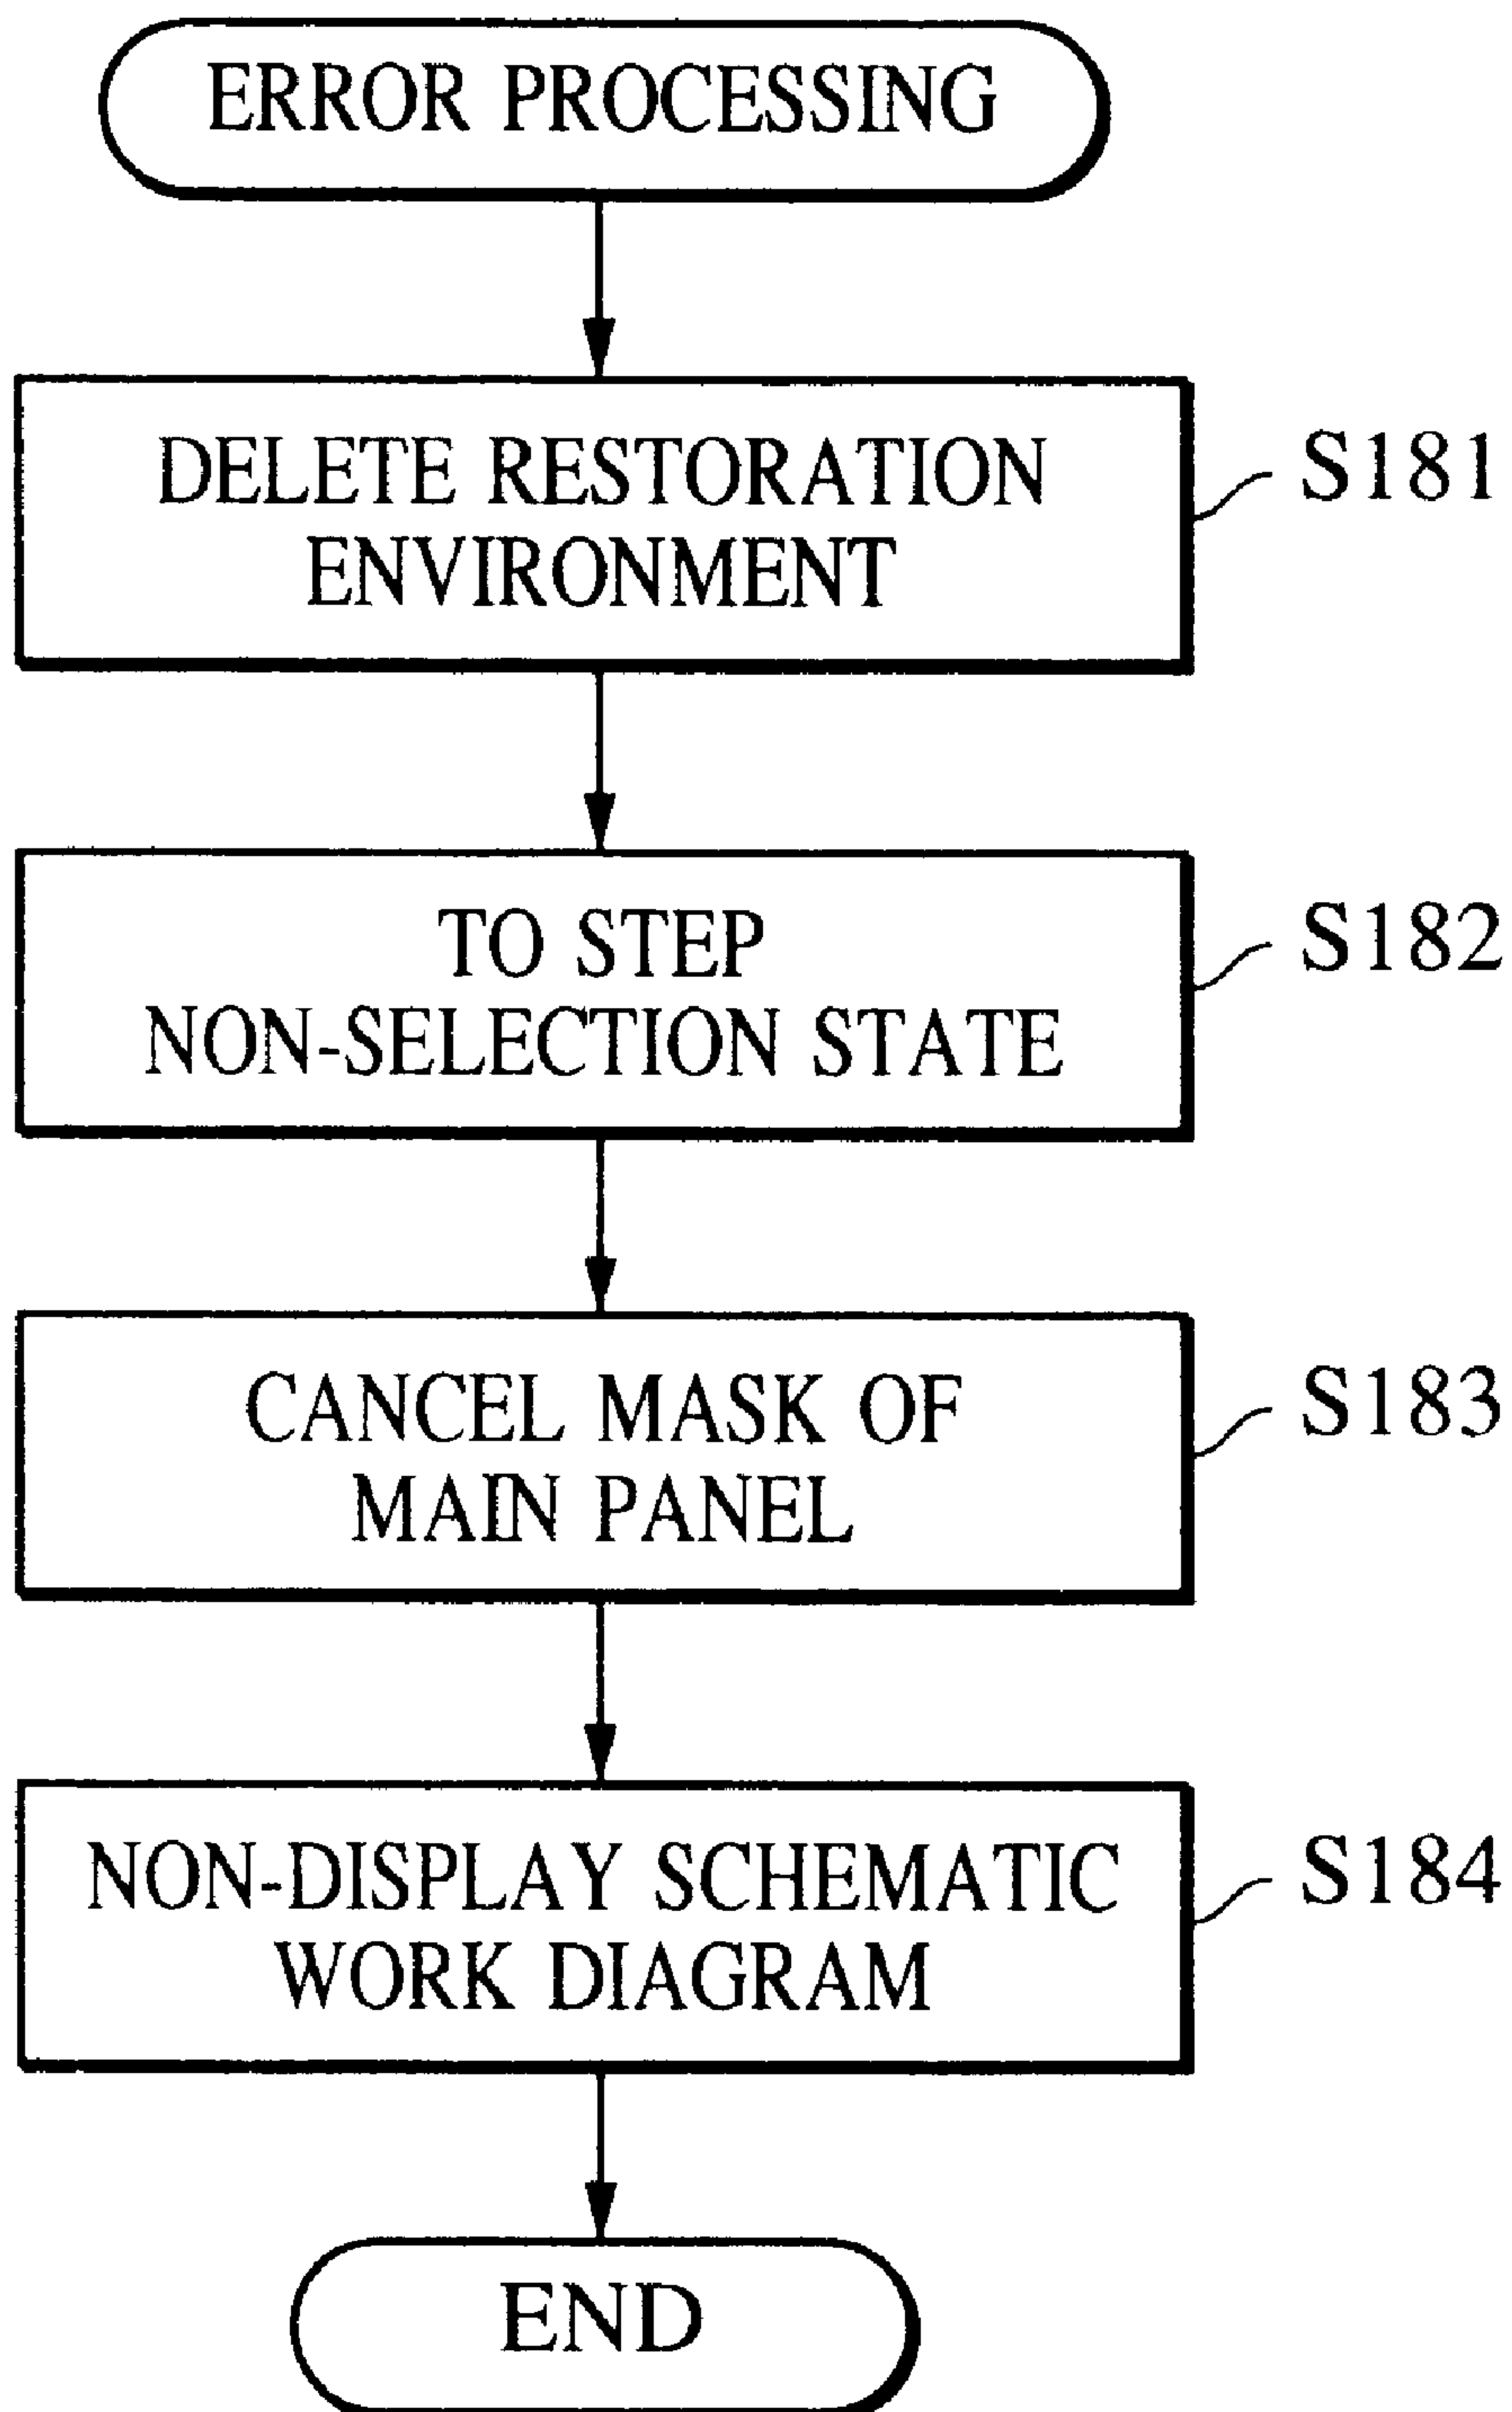 ERROR PROCESSING
DELETE RESTORATION
ENVIRONMENT
S181
TO STEP
NON-SELECTION STATE
S182
CANCEL MASK OF
MAIN PANEL
S183
NON-DISPLAY SCHEMATIC
WORK DIAGRAM
S184
END